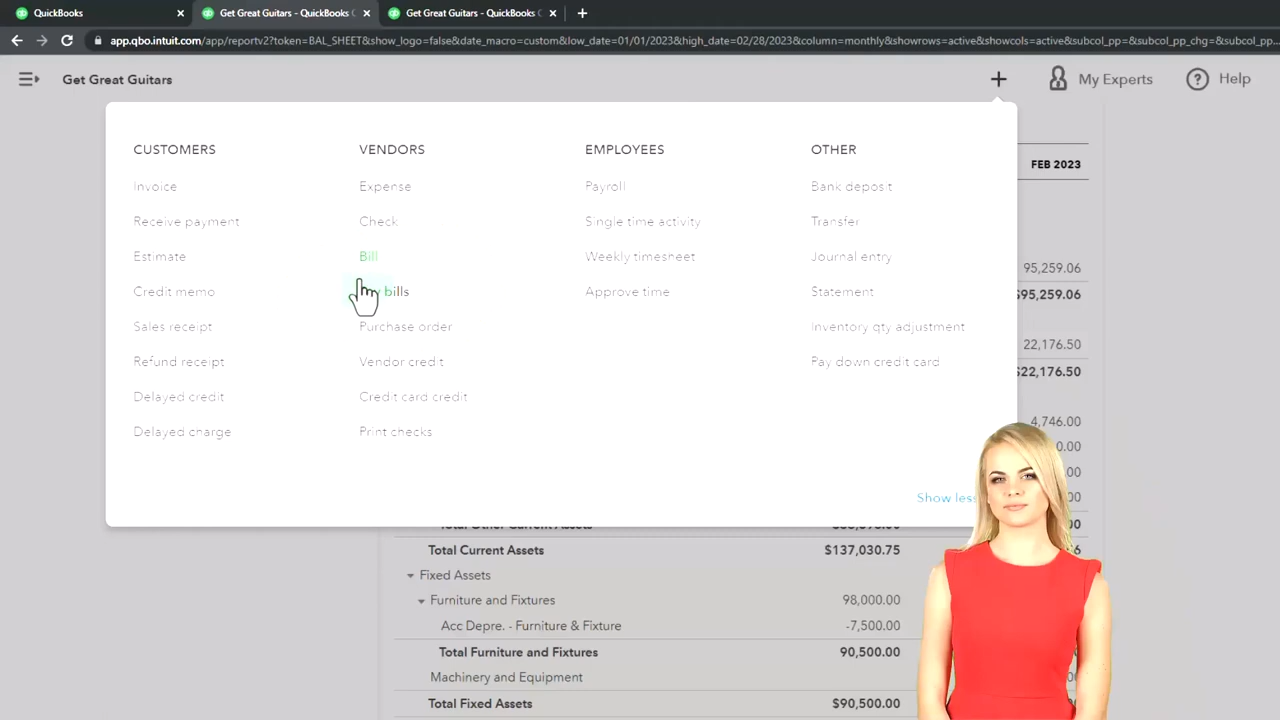 QuickBooks
Get Great Guitars - QuickBooks
Get Great Guitars - QuickBooks
app.qbo.intuit.com/app/reportv2?token=BAL_SHEET&show_logo=false&date_macro=custom&low_date=01/01/2023&high_date=02/28/2023&column=monthly&showrows=active&showcols=active&subcol_pp=&subcol_pp_chg=&subcol_pp...
Get Great Guitars
My Experts
Help
CUSTOMERS
Invoice
Receive payment
Estimate
Credit memo
Sales receipt
Refund receipt
Delayed credit
Delayed charge
VENDORS
Expense
Check
Bill
bills
Purchase order
Vendor credit
Credit card credit
Print checks
EMPLOYEES
Payroll
Single time activity
Weekly timesheet
Approve time
OTHER
Bank deposit
Transfer
Journal entry
Statement
Inventory qty adjustment
Pay down credit card
Show less
FEB 2023
95,259.06
$95,259.06
22,176.50
$22,176.50
4,746.00
Total Other Current Assets
Total Current Assets $137,030.75
Fixed Assets
Furniture and Fixtures 98,000.00
Acc Depre. - Furniture & Fixture -7,500.00
Total Furniture and Fixtures 90,500.00
Machinery and Equipment
Total Fixed Assets $90,500.00